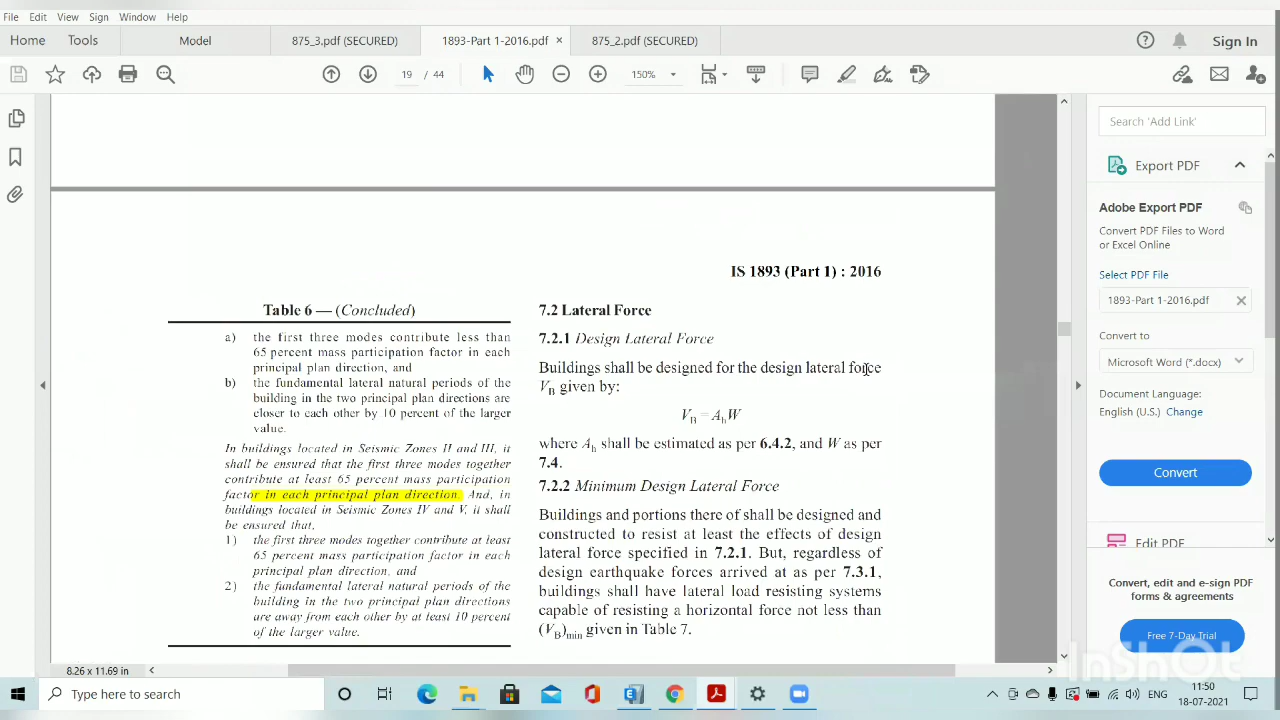 File Edit View Sign Window Help
Home Tools Model 875_3.pdf (SECURED) 1893-Part 1-2016.pdf × 875_2.pdf (SECURED) Sign In
19 / 44 150%
IS 1893 (Part 1) : 2016
Table 6 — (Concluded)
a) the first three modes contribute less than
65 percent mass participation factor in each
principal plan direction, and
b) the fundamental lateral natural periods of the
building in the two principal plan directions are
closer to each other by 10 percent of the larger
value.
In buildings located in Seismic Zones II and III, it
shall be ensured that the first three modes together
contribute at least 65 percent mass participation
factor in each principal plan direction. And, in
buildings located in Seismic Zones IV and V, it shall
be ensured that,
1) the first three modes together contribute at least
65 percent mass participation factor in each
principal plan direction, and
2) the fundamental lateral natural periods of the
building in the two principal plan directions
are away from each other by at least 10 percent
of the larger value.
7.2 Lateral Force
7.2.1 Design Lateral Force
Buildings shall be designed for the design lateral force
VB given by:
VB = AhW
where Ah shall be estimated as per 6.4.2, and W as per
7.4.
7.2.2 Minimum Design Lateral Force
Buildings and portions there of shall be designed and
constructed to resist at least the effects of design
lateral force specified in 7.2.1. But, regardless of
design earthquake forces arrived at as per 7.3.1,
buildings shall have lateral load resisting systems
capable of resisting a horizontal force not less than
(VB)min given in Table 7.
Search 'Add Link'
Export PDF
Adobe Export PDF
Convert PDF Files to Word
or Excel Online
Select PDF File
1893-Part 1-2016.pdf
Convert to
Microsoft Word (*.docx)
Document Language:
English (U.S.) Change
Convert
Edit PDF
Convert, edit and e-sign PDF
forms & agreements
Free 7-Day Trial
InShOt
8.26 x 11.69 in
Type here to search
ENG
11:50
18-07-2021